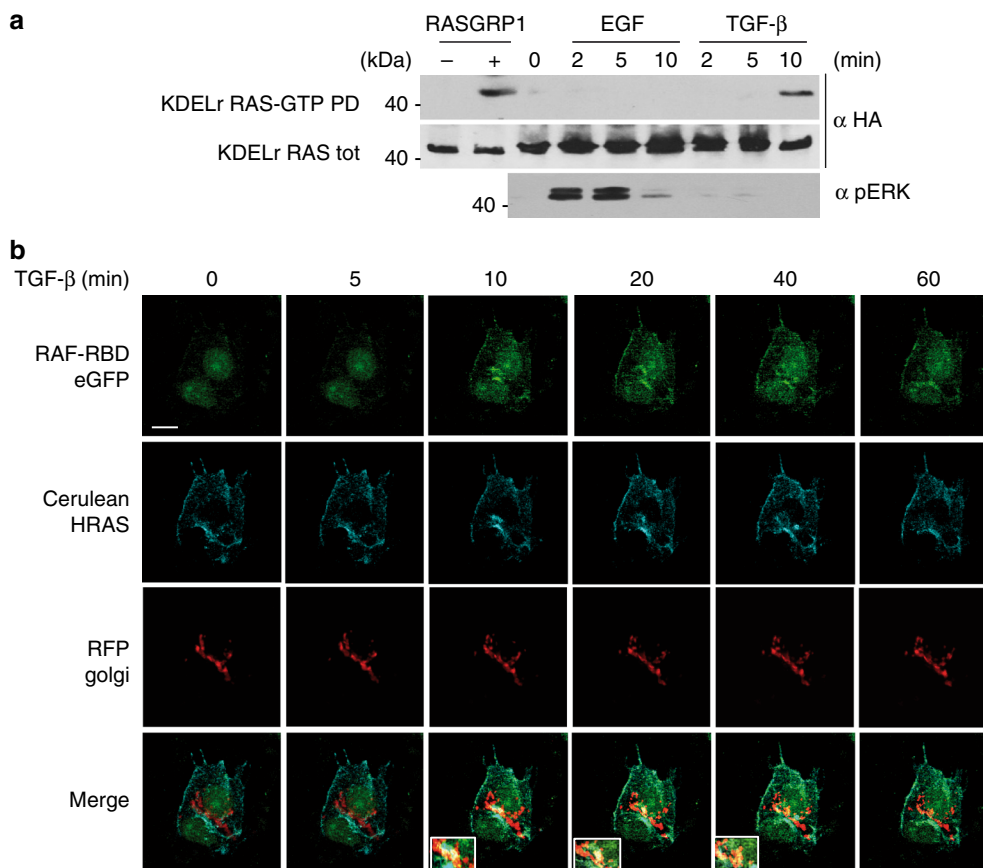 a
RASGRP1 EGF TGF-β
(kDa) – + 0 2 5 10 2 5 10 (min)
KDELr RAS-GTP PD 40 - α HA
KDELr RAS tot 40 -
40 - α pERK
b
TGF-β (min) 0 5 10 20 40 60
RAF-RBD
eGFP
Cerulean
HRAS
RFP
golgi
Merge